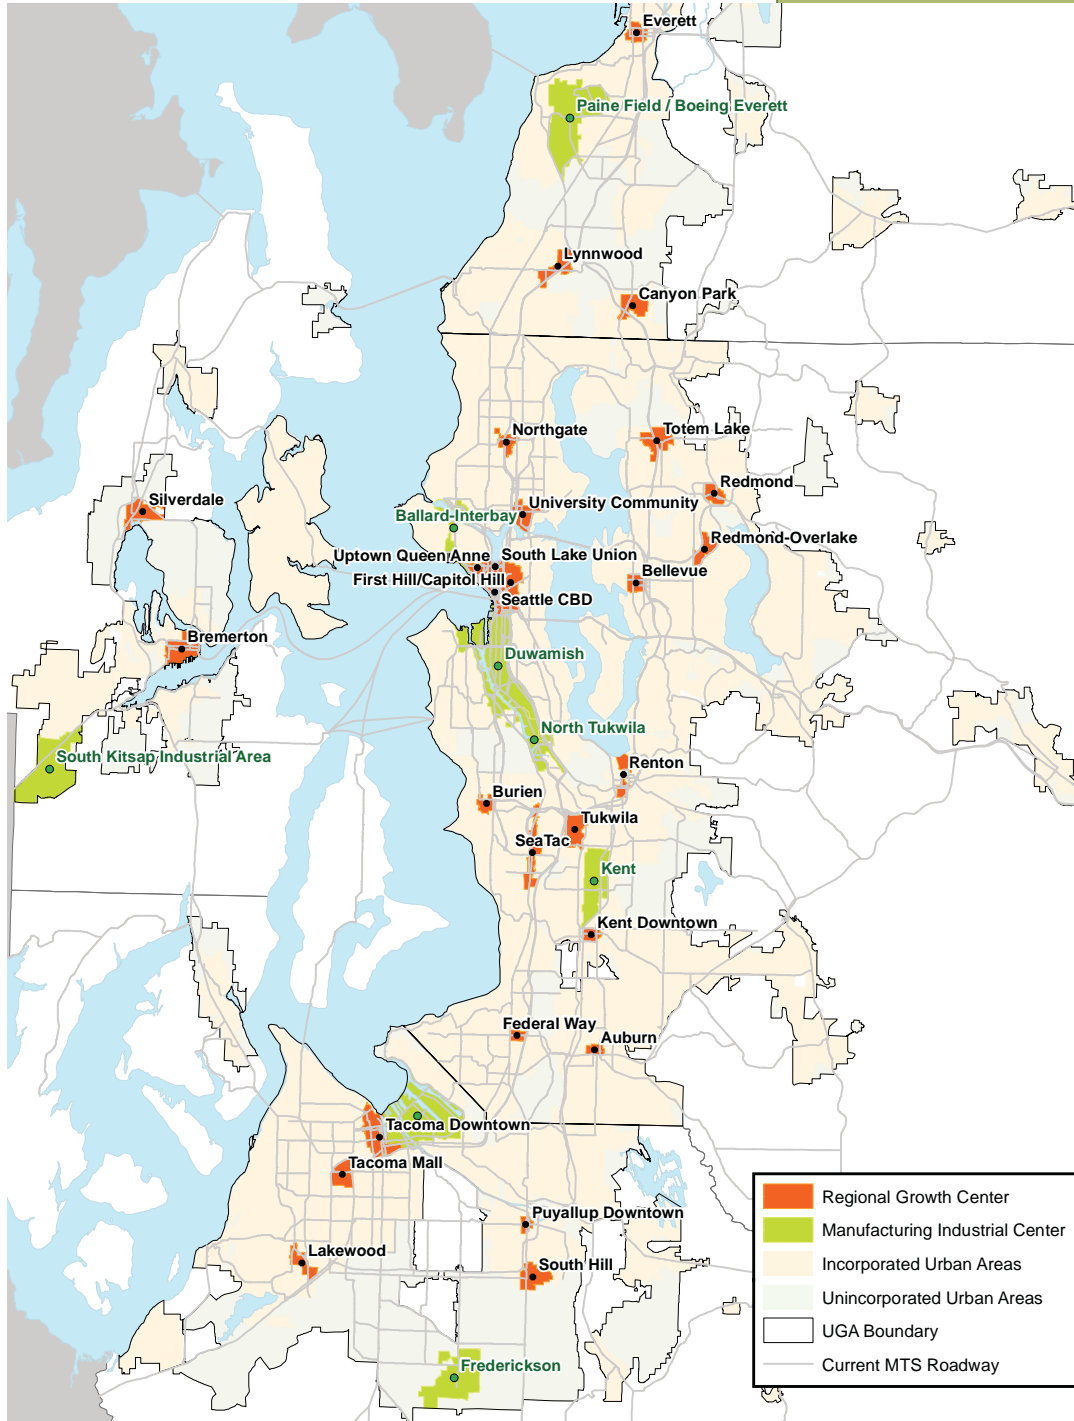 Everett
Paine Field / Boeing Everett
Lynnwood
Canyon Park
Northgate
Totem Lake
Redmond
Silverdale
University Community
Ballard-Interbay
Redmond-Overlake
Uptown Queen Anne
South Lake Union
Bellevue
First Hill/Capitol Hill
Seattle CBD
Bremerton
Duwamish
North Tukwila
South Kitsap Industrial Area
Renton
Burien
Tukwila
SeaTac
Kent
Kent Downtown
Federal Way
Auburn
Tacoma Downtown
Tacoma Mall
Puyallup Downtown
Lakewood
South Hill
Frederickson
Regional Growth Center
Manufacturing Industrial Center
Incorporated Urban Areas
Unincorporated Urban Areas
UGA Boundary
Current MTS Roadway